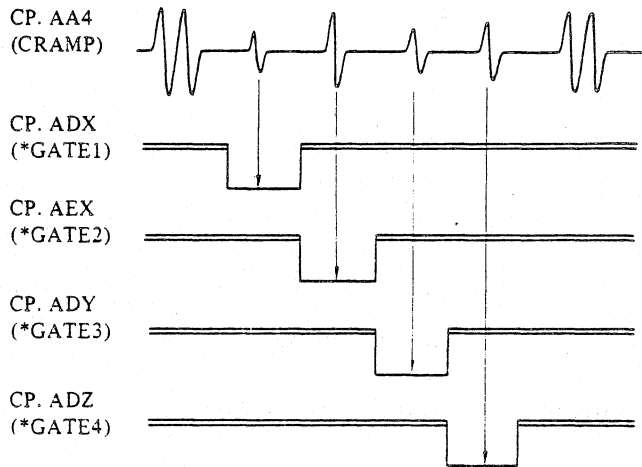 CP. AA4
(CRAMP)
CP. ADX
(*GATE1)
CP. AEX
(*GATE2)
CP. ADY
(*GATE3)
CP. ADZ
(*GATE4)